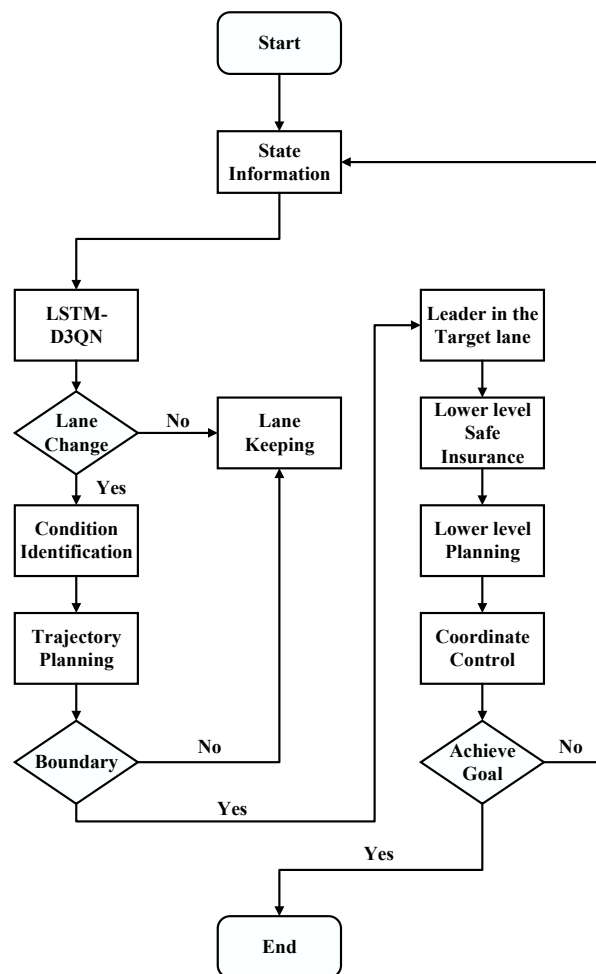 Start
State
Information
LSTM-
D3QN
Lane
Change
No
Lane
Keeping
Yes
Condition
Identification
Trajectory
Planning
Boundary
No
Yes
Leader in the
Target lane
Lower level
Safe
Insurance
Lower level
Planning
Coordinate
Control
Achieve
Goal
No
Yes
End